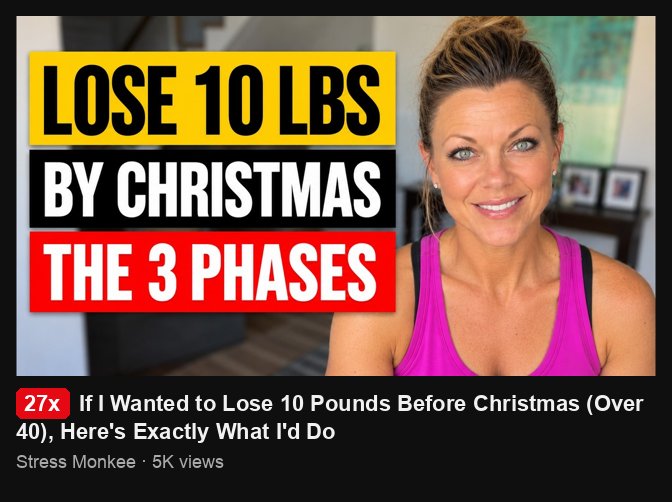 LOSE 10 LBS
BY CHRISTMAS
THE 3 PHASES
27x If I Wanted to Lose 10 Pounds Before Christmas (Over
40), Here's Exactly What I'd Do
Stress Monkee · 5K views